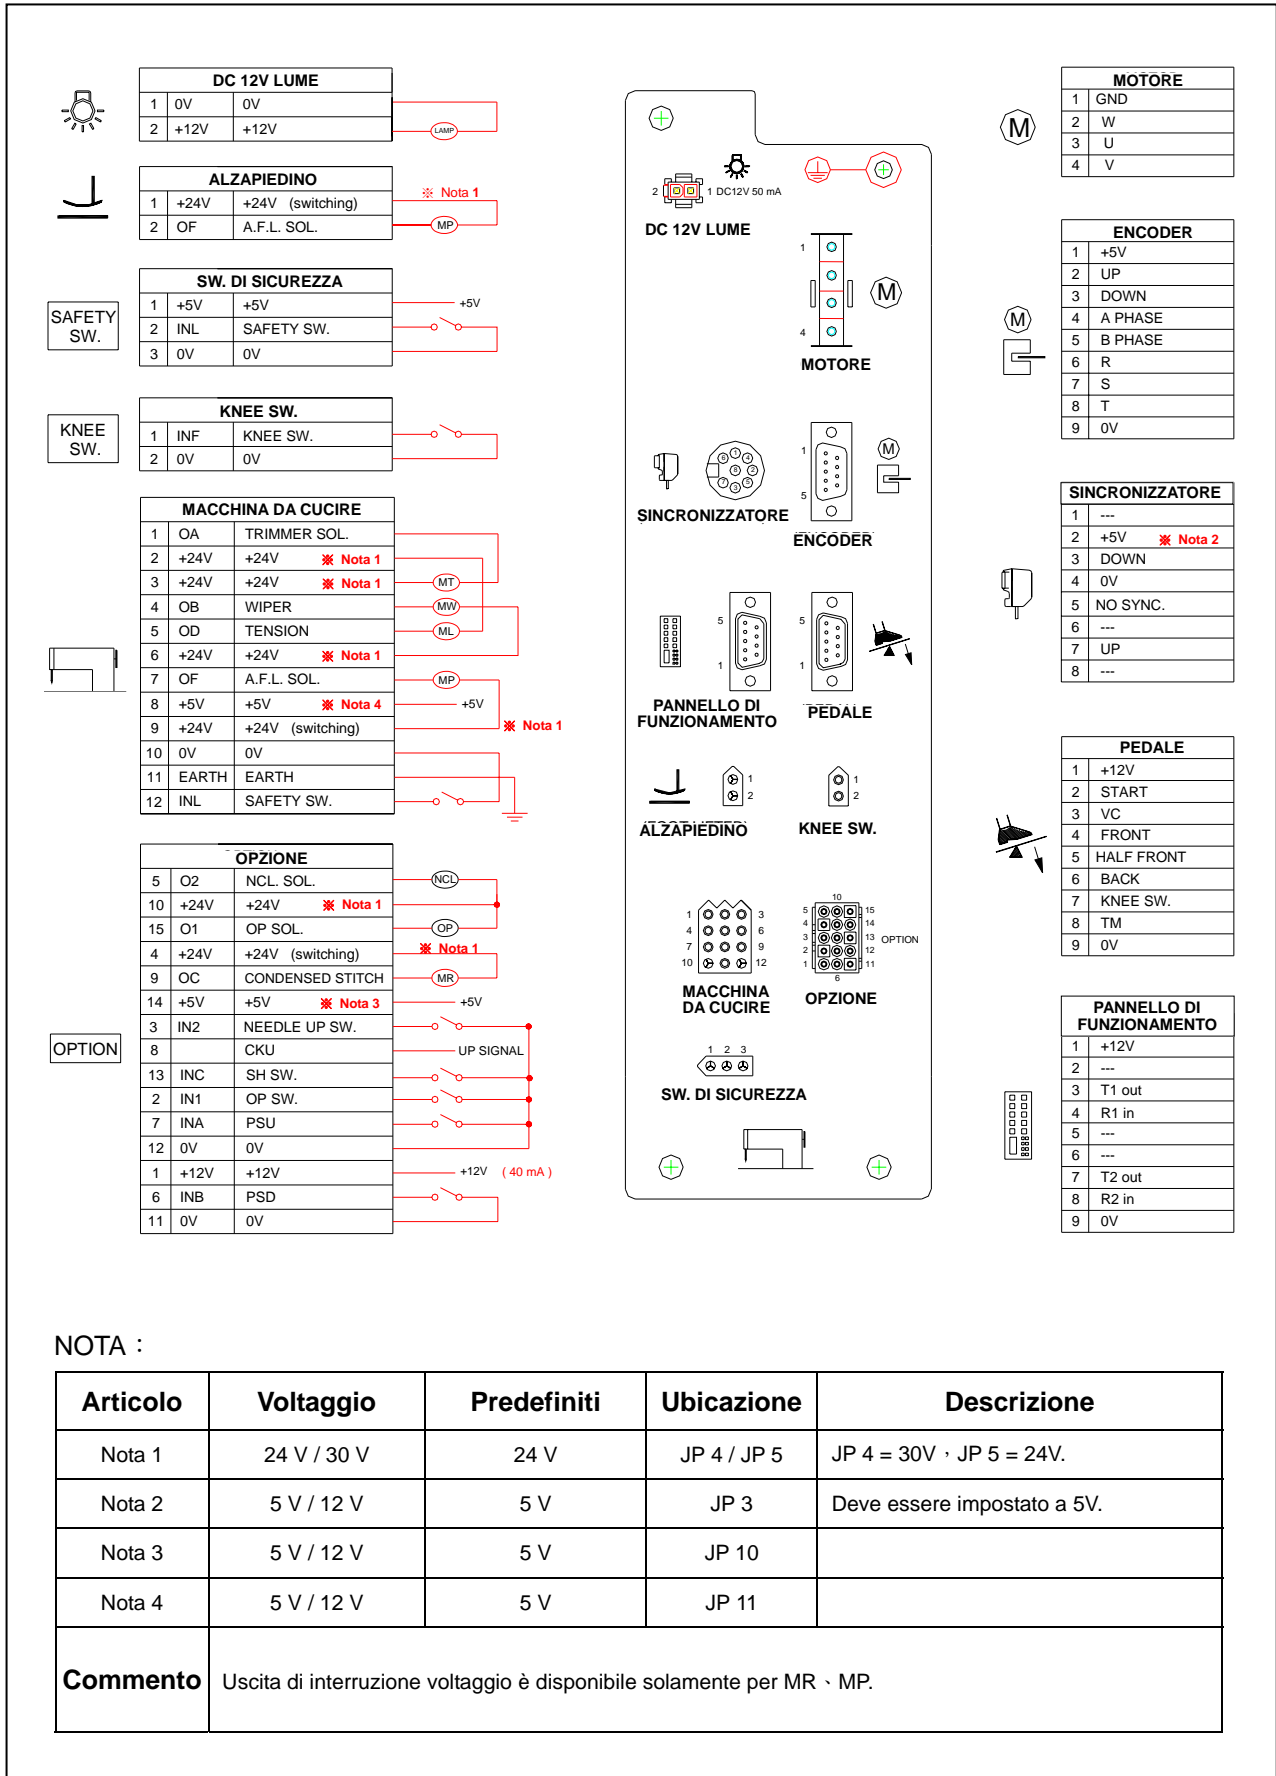 DC 12V LUME
1 0V 0V
2 +12V +12V
LAMP
ALZAPIEDINO
※ Nota 1
1 +24V +24V (switching)
2 OF A.F.L. SOL.
MP
SW. DI SICUREZZA
1 +5V +5V
+5V
2 INL SAFETY SW.
3 0V 0V
SAFETY
SW.
KNEE SW.
1 INF KNEE SW.
2 0V 0V
KNEE
SW.
MACCHINA DA CUCIRE
1 OA TRIMMER SOL.
2 +24V +24V ※ Nota 1
3 +24V +24V ※ Nota 1
MT
4 OB WIPER
MW
5 OD TENSION
ML
6 +24V +24V ※ Nota 1
7 OF A.F.L. SOL.
MP
8 +5V +5V ※ Nota 4
+5V
9 +24V +24V (switching)
※ Nota 1
10 0V 0V
11 EARTH EARTH
12 INL SAFETY SW.
OPZIONE
5 O2 NCL. SOL.
NCL
10 +24V +24V ※ Nota 1
15 O1 OP SOL.
OP
4 +24V +24V (switching)
※ Nota 1
9 OC CONDENSED STITCH
MR
14 +5V +5V ※ Nota 3
+5V
3 IN2 NEEDLE UP SW.
8 CKU
UP SIGNAL
13 INC SH SW.
2 IN1 OP SW.
7 INA PSU
12 0V 0V
1 +12V +12V
+12V ( 40 mA )
6 INB PSD
11 0V 0V
OPTION
2 1 DC12V 50 mA
DC 12V LUME
1
4
M
MOTORE
6 1 4
8 2
7 3 5
SINCRONIZZATORE
1
5
M
ENCODER
5
1
PANNELLO DI
FUNZIONAMENTO
5
1
PEDALE
1
2
ALZAPIEDINO
1
2
KNEE SW.
1 3
4 6
7 9
10 12
MACCHINA
DA CUCIRE
10
5 15
4 14
3 13 OPTION
2 12
1 11
6
OPZIONE
1 2 3
SW. DI SICUREZZA
M
MOTORE
1 GND
2 W
3 U
4 V
M
ENCODER
1 +5V
2 UP
3 DOWN
4 A PHASE
5 B PHASE
6 R
7 S
8 T
9 0V
SINCRONIZZATORE
1 ---
2 +5V ※ Nota 2
3 DOWN
4 0V
5 NO SYNC.
6 ---
7 UP
8 ---
PEDALE
1 +12V
2 START
3 VC
4 FRONT
5 HALF FRONT
6 BACK
7 KNEE SW.
8 TM
9 0V
PANNELLO DI
FUNZIONAMENTO
1 +12V
2 ---
3 T1 out
4 R1 in
5 ---
6 ---
7 T2 out
8 R2 in
9 0V
NOTA：
Articolo Voltaggio Predefiniti Ubicazione Descrizione
Nota 1 24 V / 30 V 24 V JP 4 / JP 5 JP 4 = 30V，JP 5 = 24V.
Nota 2 5 V / 12 V 5 V JP 3 Deve essere impostato a 5V.
Nota 3 5 V / 12 V 5 V JP 10
Nota 4 5 V / 12 V 5 V JP 11
Commento Uscita di interruzione voltaggio è disponibile solamente per MR、MP.